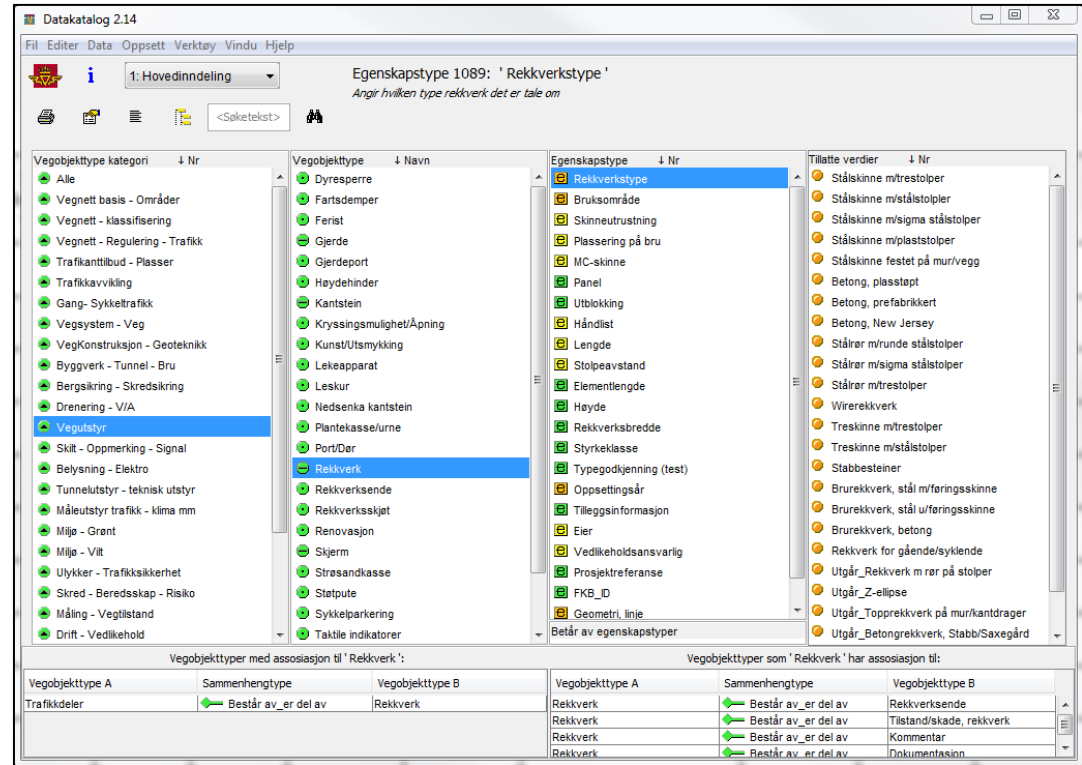 Datakatalog 2.14
Fil Editer Data Oppsett Verktøy Vindu Hjelp
i
1: Hovedinndeling
Egenskapstype 1089: ' Rekkverkstype '
Angir hvilken type rekkverk det er tale om
<Søketekst>
Vegobjekttype kategori ↓ Nr
Alle
Vegnett basis - Områder
Vegnett - klassifisering
Vegnett - Regulering - Trafikk
Trafikanttilbud - Plasser
Trafikkavvikling
Gang- Sykkeltrafikk
Vegsystem - Veg
VegKonstruksjon - Geoteknikk
Byggverk - Tunnel - Bru
Bergsikring - Skredsikring
Drenering - V/A
Vegutstyr
Skilt - Oppmerking - Signal
Belysning - Elektro
Tunnelutstyr - teknisk utstyr
Måleutstyr trafikk - klima mm
Miljø - Grønt
Miljø - Vilt
Ulykker - Trafikksikkerhet
Skred - Beredsskap - Risiko
Måling - Vegtilstand
Drift - Vedlikehold
Vegobjekttype ↓ Navn
Dyresperre
Fartsdemper
Ferist
Gjerde
Gjerdeport
Høydehinder
Kantstein
Kryssingsmulighet/Åpning
Kunst/Utsmykking
Lekeapparat
Leskur
Nedsenka kantstein
Plantekasse/urne
Port/Dør
Rekkverk
Rekkverksende
Rekkverksskjøt
Renovasjon
Skjerm
Strøsandkasse
Støtpute
Sykkelparkering
Taktile indikatorer
Egenskapstype ↓ Nr
Rekkverkstype
Bruksområde
Skinneutrustning
Plassering på bru
MC-skinne
Panel
Utblokking
Håndlist
Lengde
Stolpeavstand
Elementlengde
Høyde
Rekkverksbredde
Styrkeklasse
Typegodkjenning (test)
Oppsettingsår
Tilleggsinformasjon
Eier
Vedlikeholdsansvarlig
Prosjektreferanse
FKB_ID
Geometri, linje
Betår av egenskapstyper
Tillatte verdier ↓ Nr
Stålskinne m/trestolper
Stålskinne m/stålstolpler
Stålskinne m/sigma stålstolper
Stålskinne m/plaststolper
Stålskinne festet på mur/vegg
Betong, plasstøpt
Betong, prefabrikkert
Betong, New Jersey
Stålrør m/runde stålstolper
Stålrør m/sigma stålstolper
Stålrør m/trestolper
Wirerekkverk
Treskinne m/trestolper
Treskinne m/stålstolper
Stabbesteiner
Brurekkverk, stål m/føringsskinne
Brurekkverk, stål u/føringsskinne
Brurekkverk, betong
Rekkverk for gående/syklende
Utgår_Rekkverk m rør på stolper
Utgår_Z-ellipse
Utgår_Topprekkverk på mur/kantdrager
Utgår_Betongrekkverk, Stabb/Saxegård
Vegobjekttyper med assosiasjon til ' Rekkverk ':
Vegobjekttype A Sammenhengtype Vegobjekttype B
Trafikkdeler Består av_er del av Rekkverk
Vegobjekttyper som ' Rekkverk ' har assosiasjon til:
Vegobjekttype A Sammenhengtype Vegobjekttype B
Rekkverk Består av_er del av Rekkverksende
Rekkverk Består av_er del av Tilstand/skade, rekkverk
Rekkverk Består av_er del av Kommentar
Rekkverk Består av_er del av Dokumentasjon